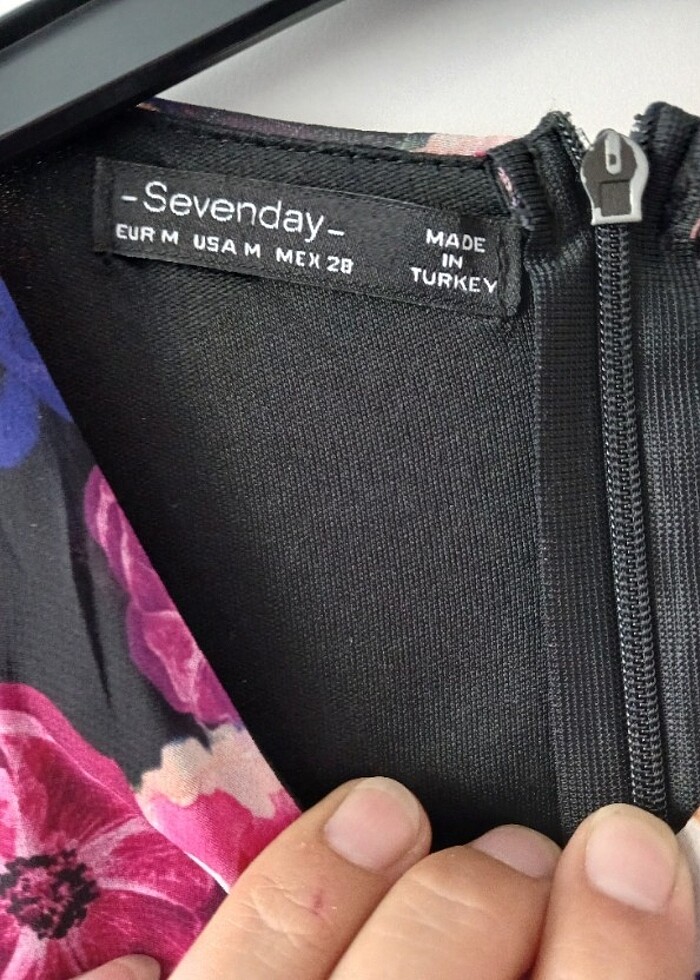 -Sevenday-
EUR M USA M MEX 28
MADE
IN
TURKEY